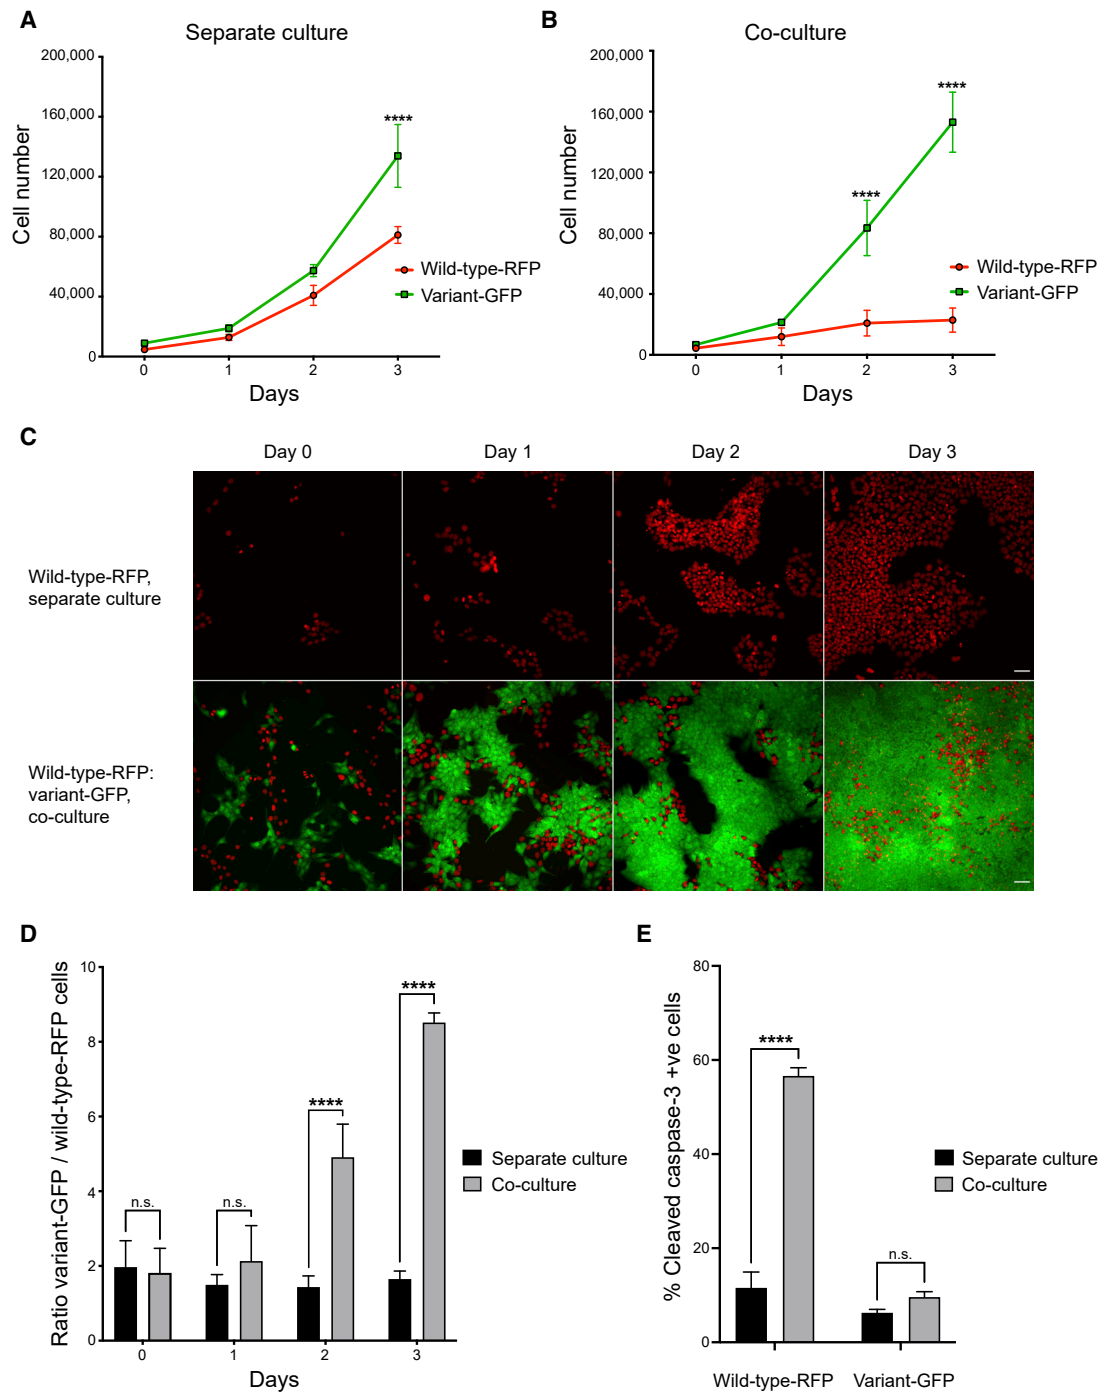 A
Separate culture
200,000
160,000
120,000
80,000
40,000
0
Cell number
****
Wild-type-RFP
Variant-GFP
0 1 2 3
Days
B
Co-culture
200,000
160,000
120,000
80,000
40,000
0
Cell number
****
****
Wild-type-RFP
Variant-GFP
0 1 2 3
Days
C
Day 0 Day 1 Day 2 Day 3
Wild-type-RFP,
separate culture
Wild-type-RFP:
variant-GFP,
co-culture
D
Ratio variant-GFP / wild-type-RFP cells
10
8
6
4
2
0
n.s.
n.s.
****
****
Separate culture
Co-culture
0 1 2 3
Days
E
% Cleaved caspase-3 +ve cells
80
60
40
20
0
****
n.s.
Separate culture
Co-culture
Wild-type-RFP Variant-GFP